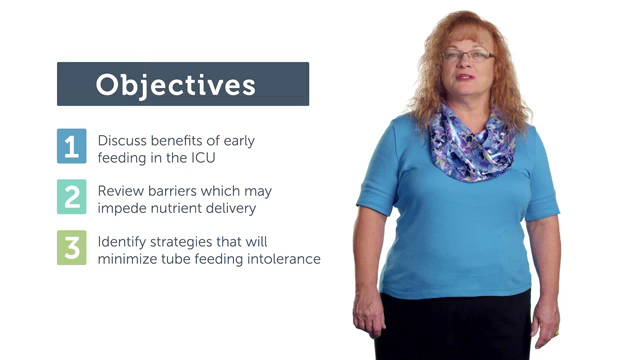 Objectives
1 Discuss benefits of early
feeding in the ICU
2 Review barriers which may
impede nutrient delivery
3 Identify strategies that will
minimize tube feeding intolerance